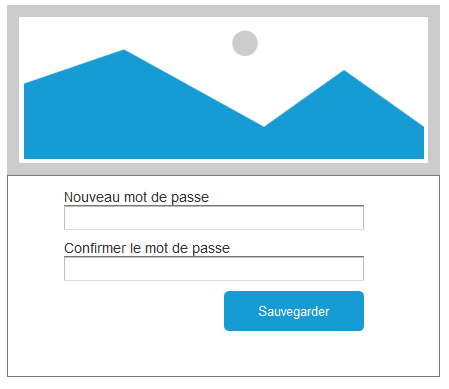 Nouveau mot de passe
Confirmer le mot de passe
Sauvegarder